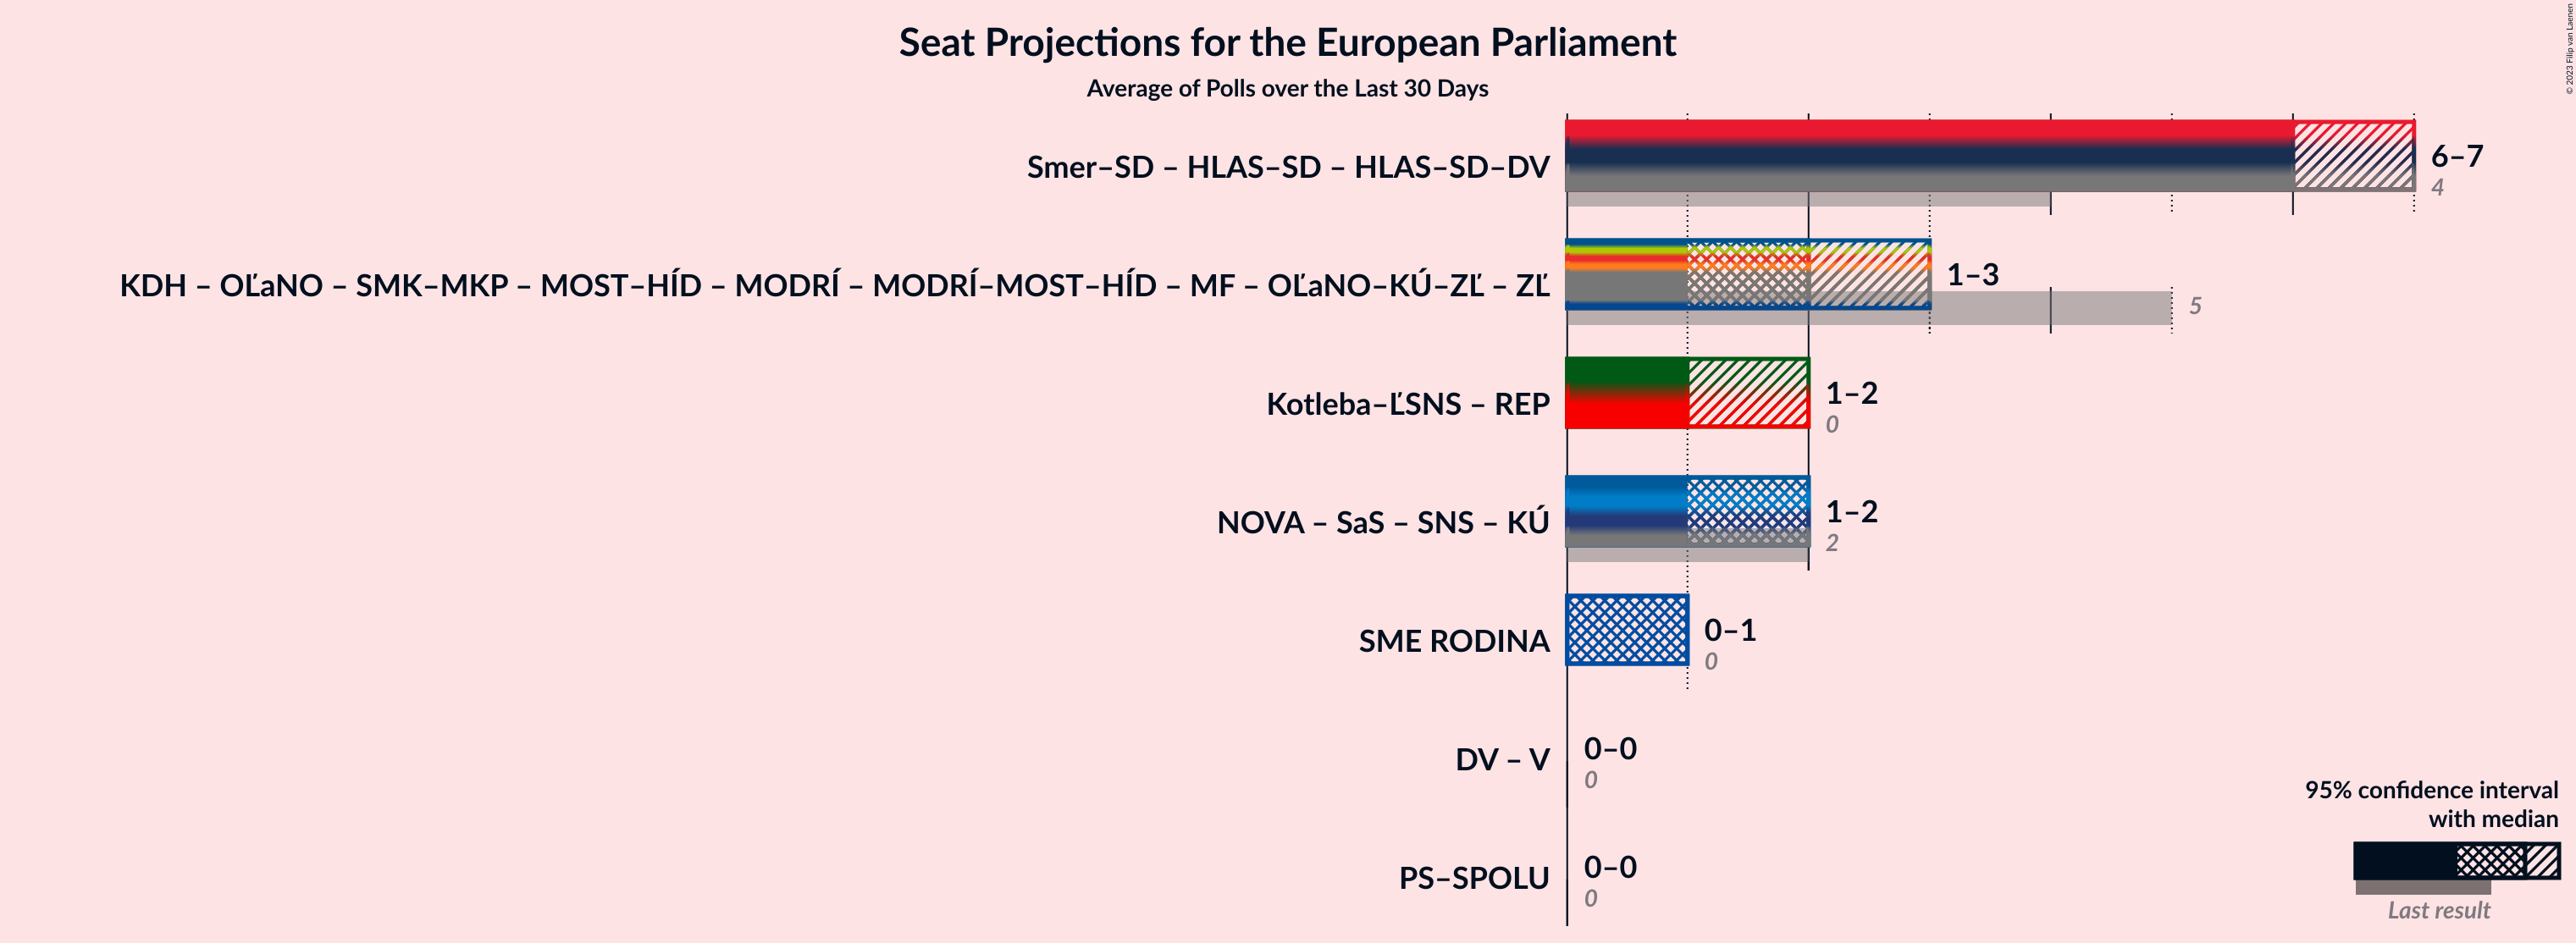 Seat Projections for the European Parliament
Average of Polls over the Last 30 Days
© 2023 Filip van Laenen
Smer–SD – HLAS–SD – HLAS–SD–DV
6–7
4
KDH – OĽaNO – SMK–MKP – MOST–HÍD – MODRÍ – MODRÍ–MOST–HÍD – MF – OĽaNO–KÚ–ZĽ – ZĽ
1–3
5
Kotleba–ĽSNS – REP
1–2
0
NOVA – SaS – SNS – KÚ
1–2
2
SME RODINA
0–1
0
DV – V
0–0
0
PS–SPOLU
0–0
0
95% confidence interval
with median
Last result